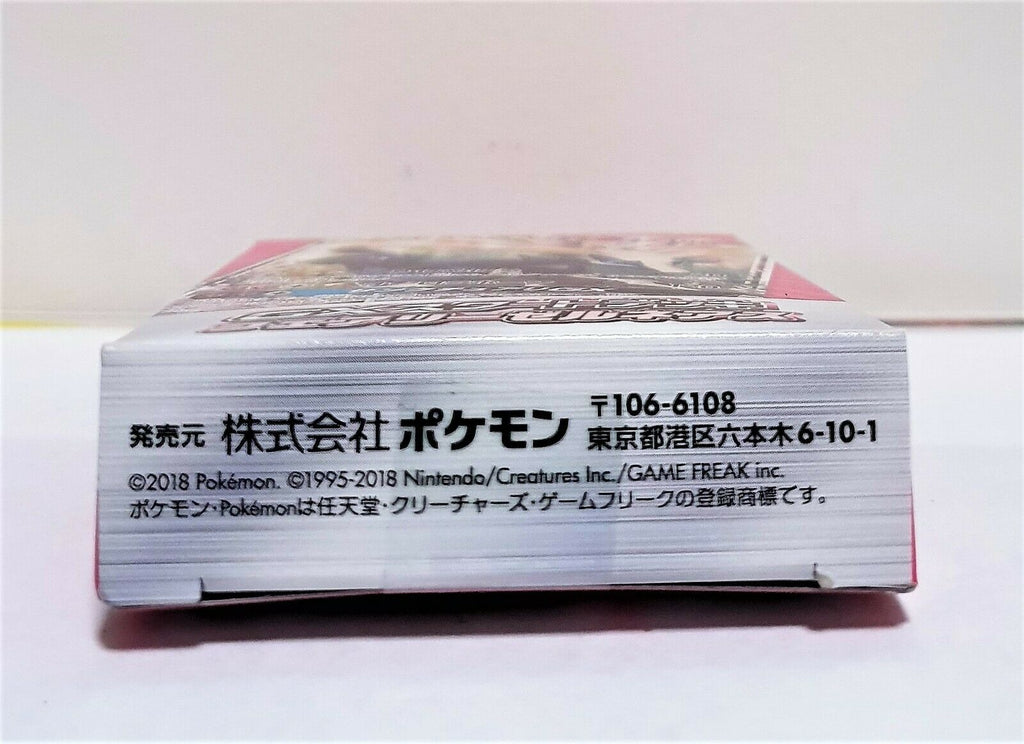 発売元 株式会社ポケモン 〒106-6108
東京都港区六本木6-10-1
©2018 Pokémon. ©1995-2018 Nintendo/Creatures Inc./GAME FREAK inc.
ポケモン・Pokémonは任天堂・クリーチャーズ・ゲームフリークの登録商標です。